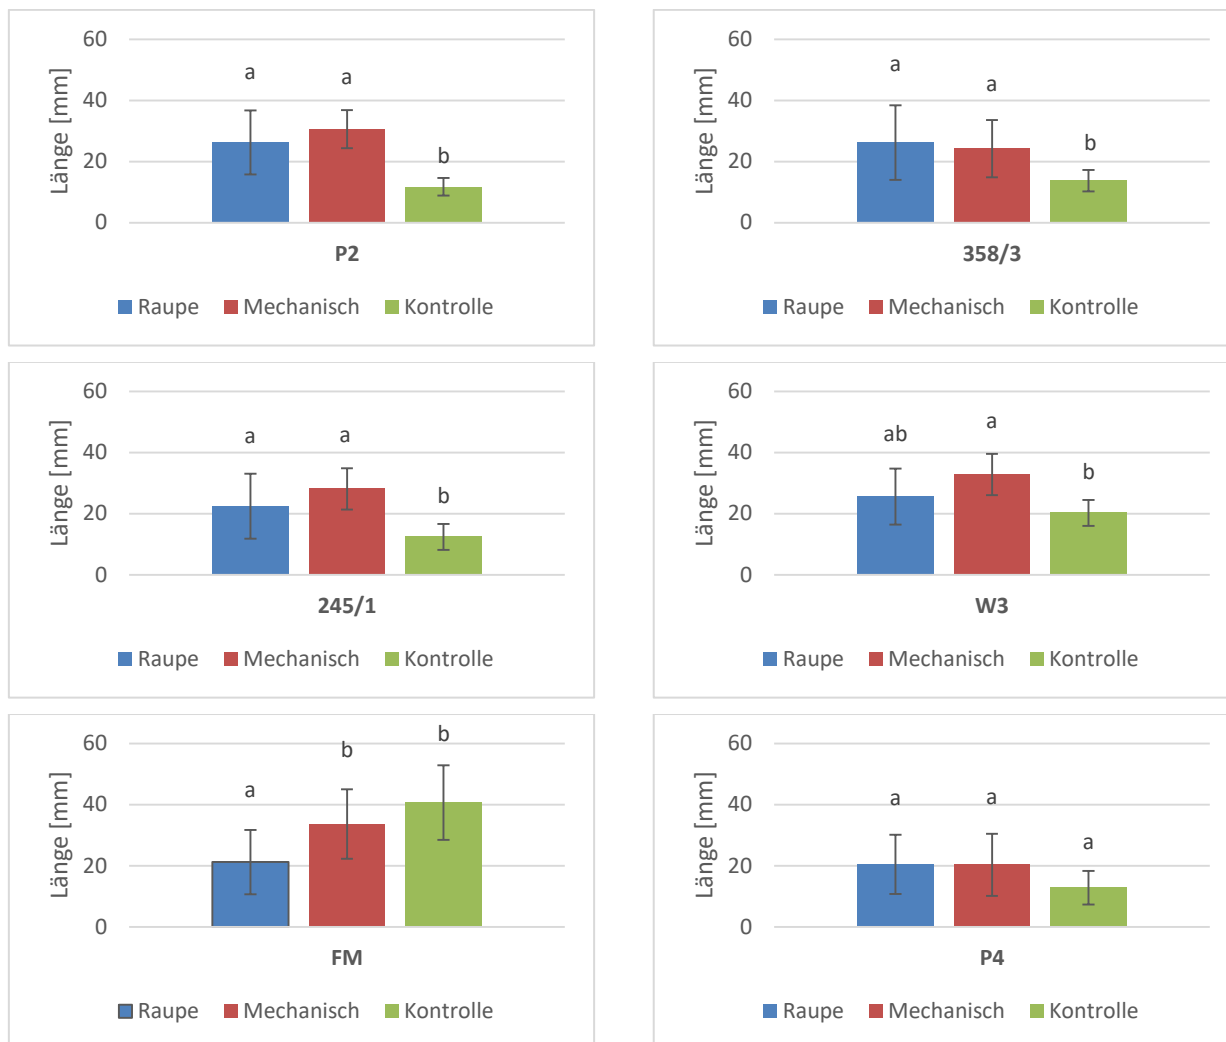 60
40
20
0
Länge [mm]
a
a
b
P2
Raupe Mechanisch Kontrolle
60
40
20
0
Länge [mm]
a
a
b
358/3
Raupe Mechanisch Kontrolle
60
40
20
0
Länge [mm]
a
a
b
245/1
Raupe Mechanisch Kontrolle
60
40
20
0
Länge [mm]
ab
a
b
W3
Raupe Mechanisch Kontrolle
60
40
20
0
Länge [mm]
a
b
b
FM
Raupe Mechanisch Kontrolle
60
40
20
0
Länge [mm]
a
a
a
P4
Raupe Mechanisch Kontrolle